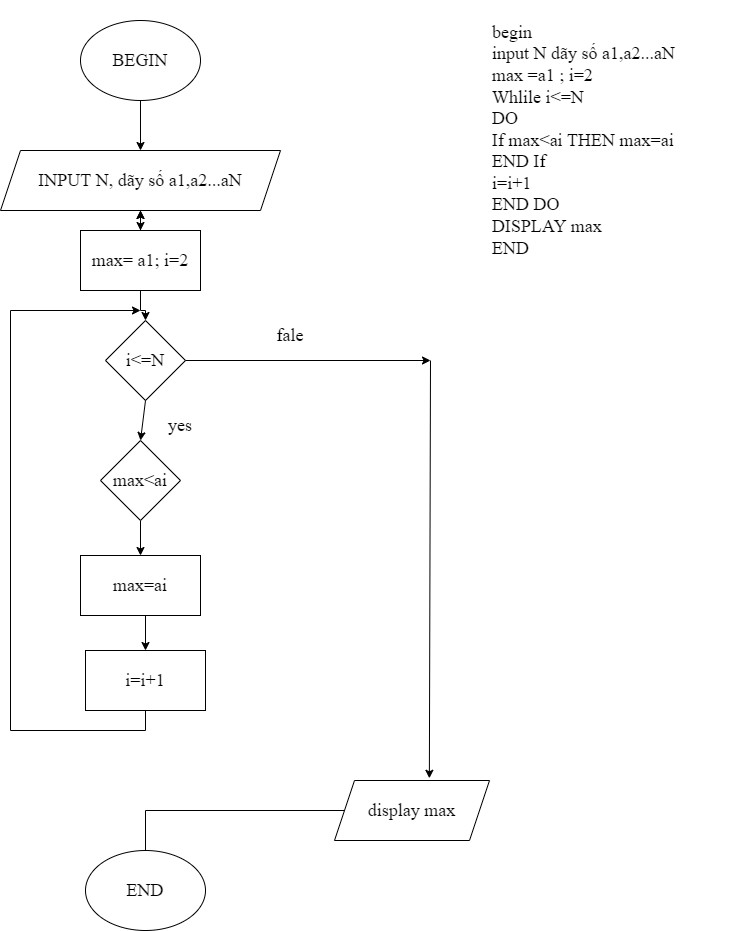 BEGIN
INPUT N, dãy số a1,a2...aN
max= a1; i=2
i<=N
fale
yes
max<ai
max=ai
i=i+1
display max
END
begin
input N dãy số a1,a2...aN
max =a1 ; i=2
Whlile i<=N
DO
If max<ai THEN max=ai
END If
i=i+1
END DO
DISPLAY max
END